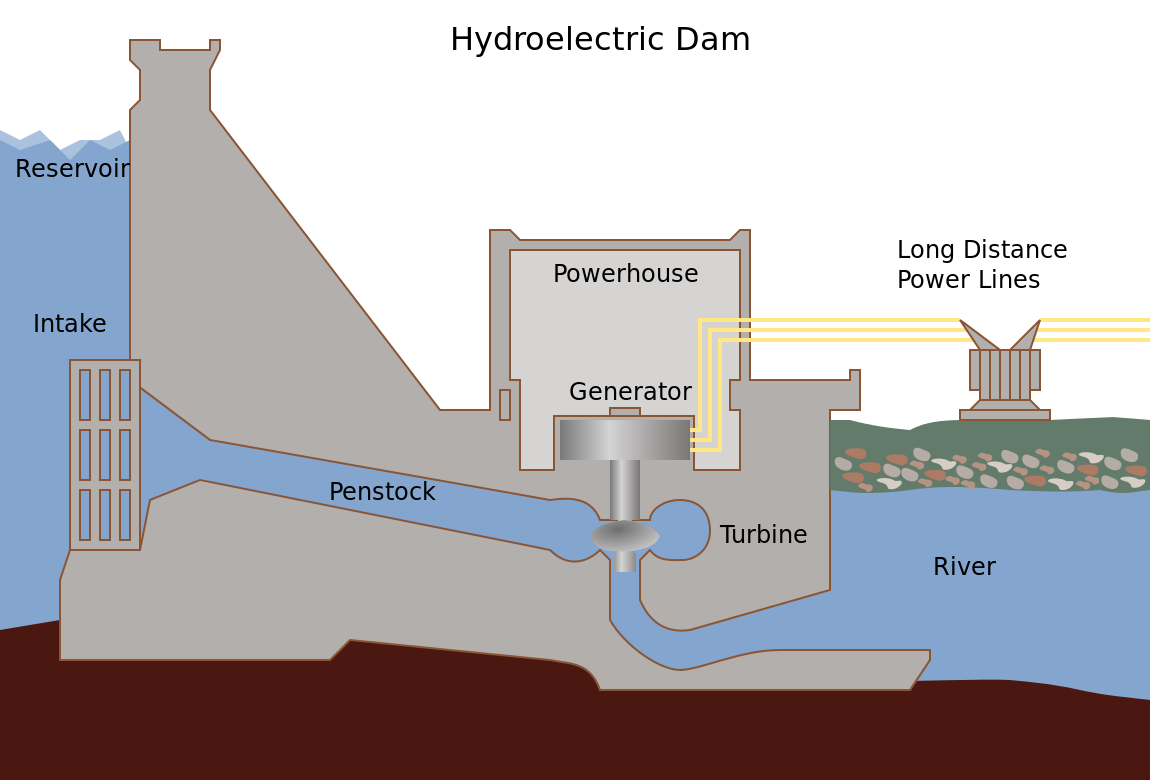 Hydroelectric Dam
Reservoir
Long Distance
Power Lines
Powerhouse
Intake
Generator
Penstock
Turbine
River